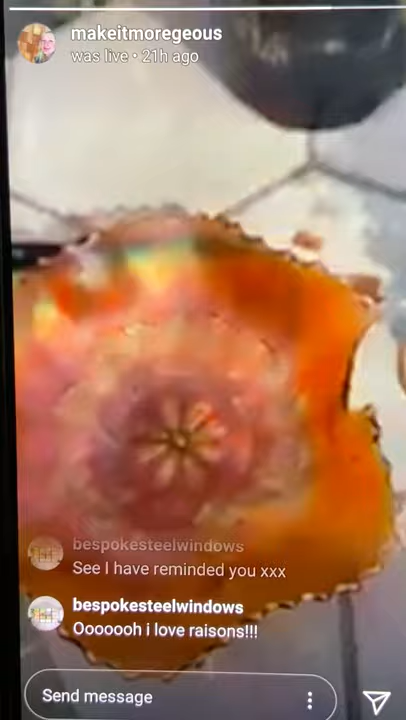 makeitmoregeous
was live • 21h ago
bespokesteelwindows
See I have reminded you xxx
bespokesteelwindows
Ooooooh i love raisons!!!
Send message